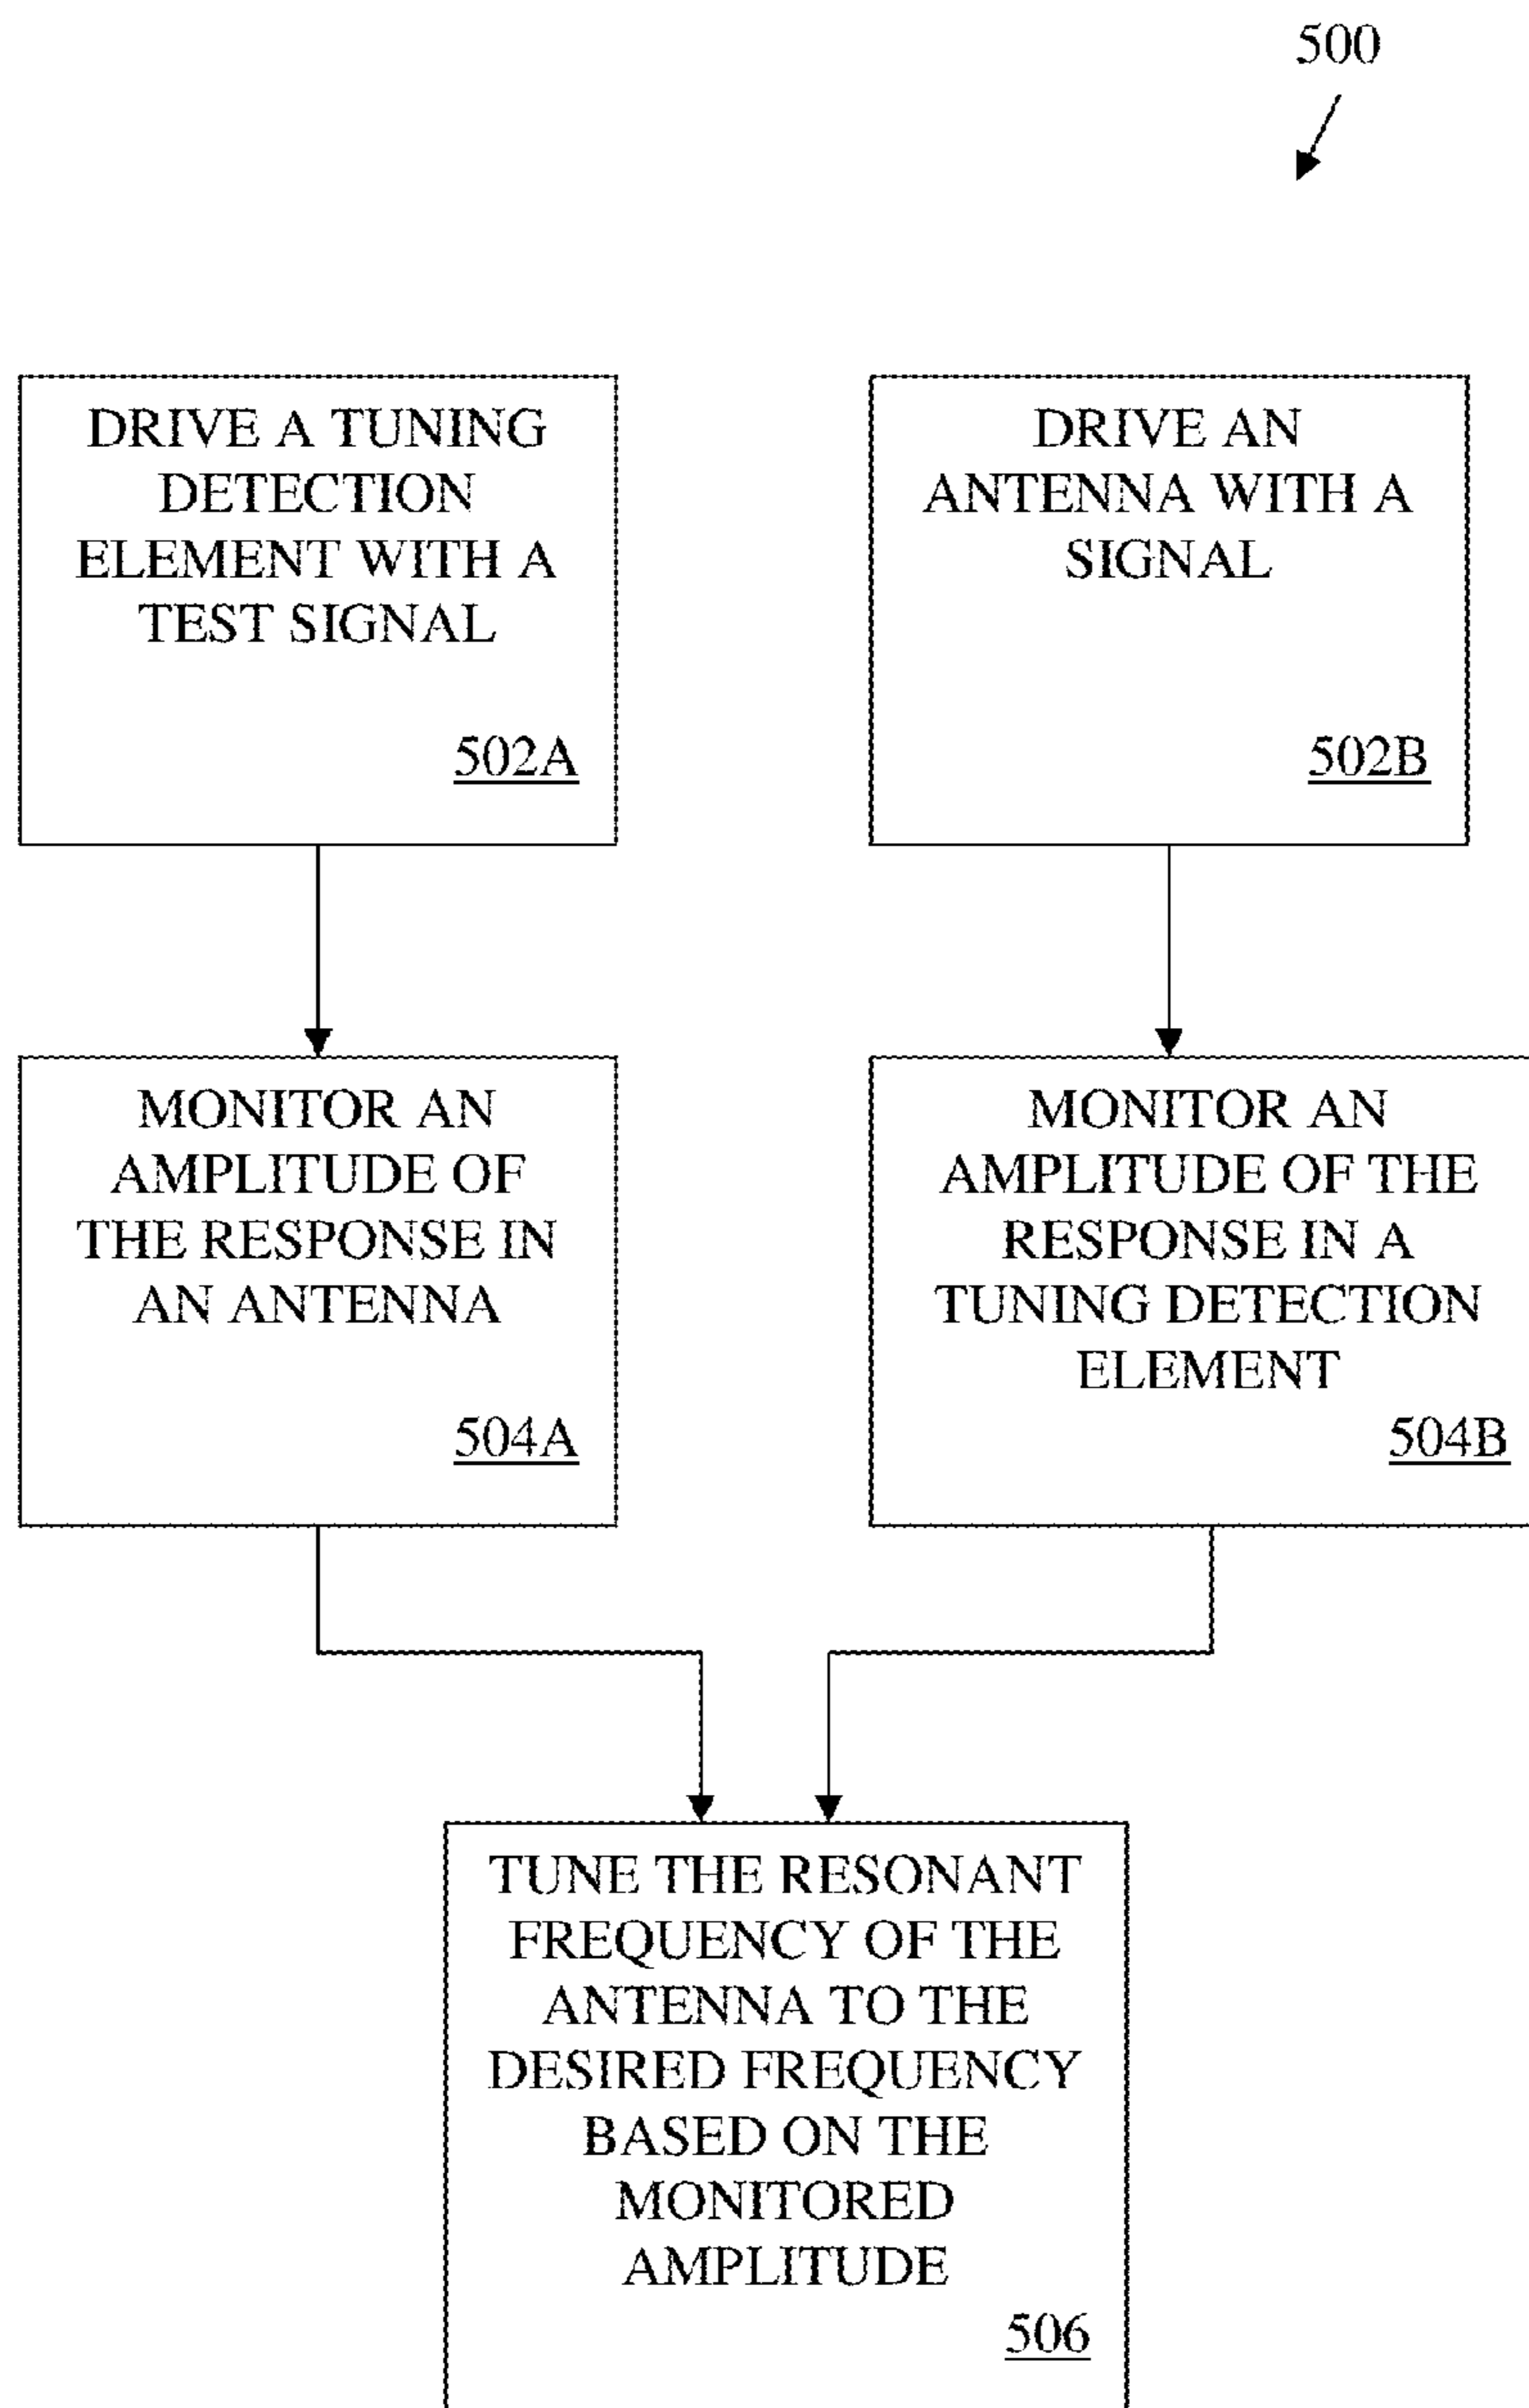 500
DRIVE A TUNING
DETECTION
ELEMENT WITH A
TEST SIGNAL
502A
DRIVE AN
ANTENNA WITH A
SIGNAL
502B
MONITOR AN
AMPLITUDE OF
THE RESPONSE IN
AN ANTENNA
504A
MONITOR AN
AMPLITUDE OF THE
RESPONSE IN A
TUNING DETECTION
ELEMENT
504B
TUNE THE RESONANT
FREQUENCY OF THE
ANTENNA TO THE
DESIRED FREQUENCY
BASED ON THE
MONITORED
AMPLITUDE
506